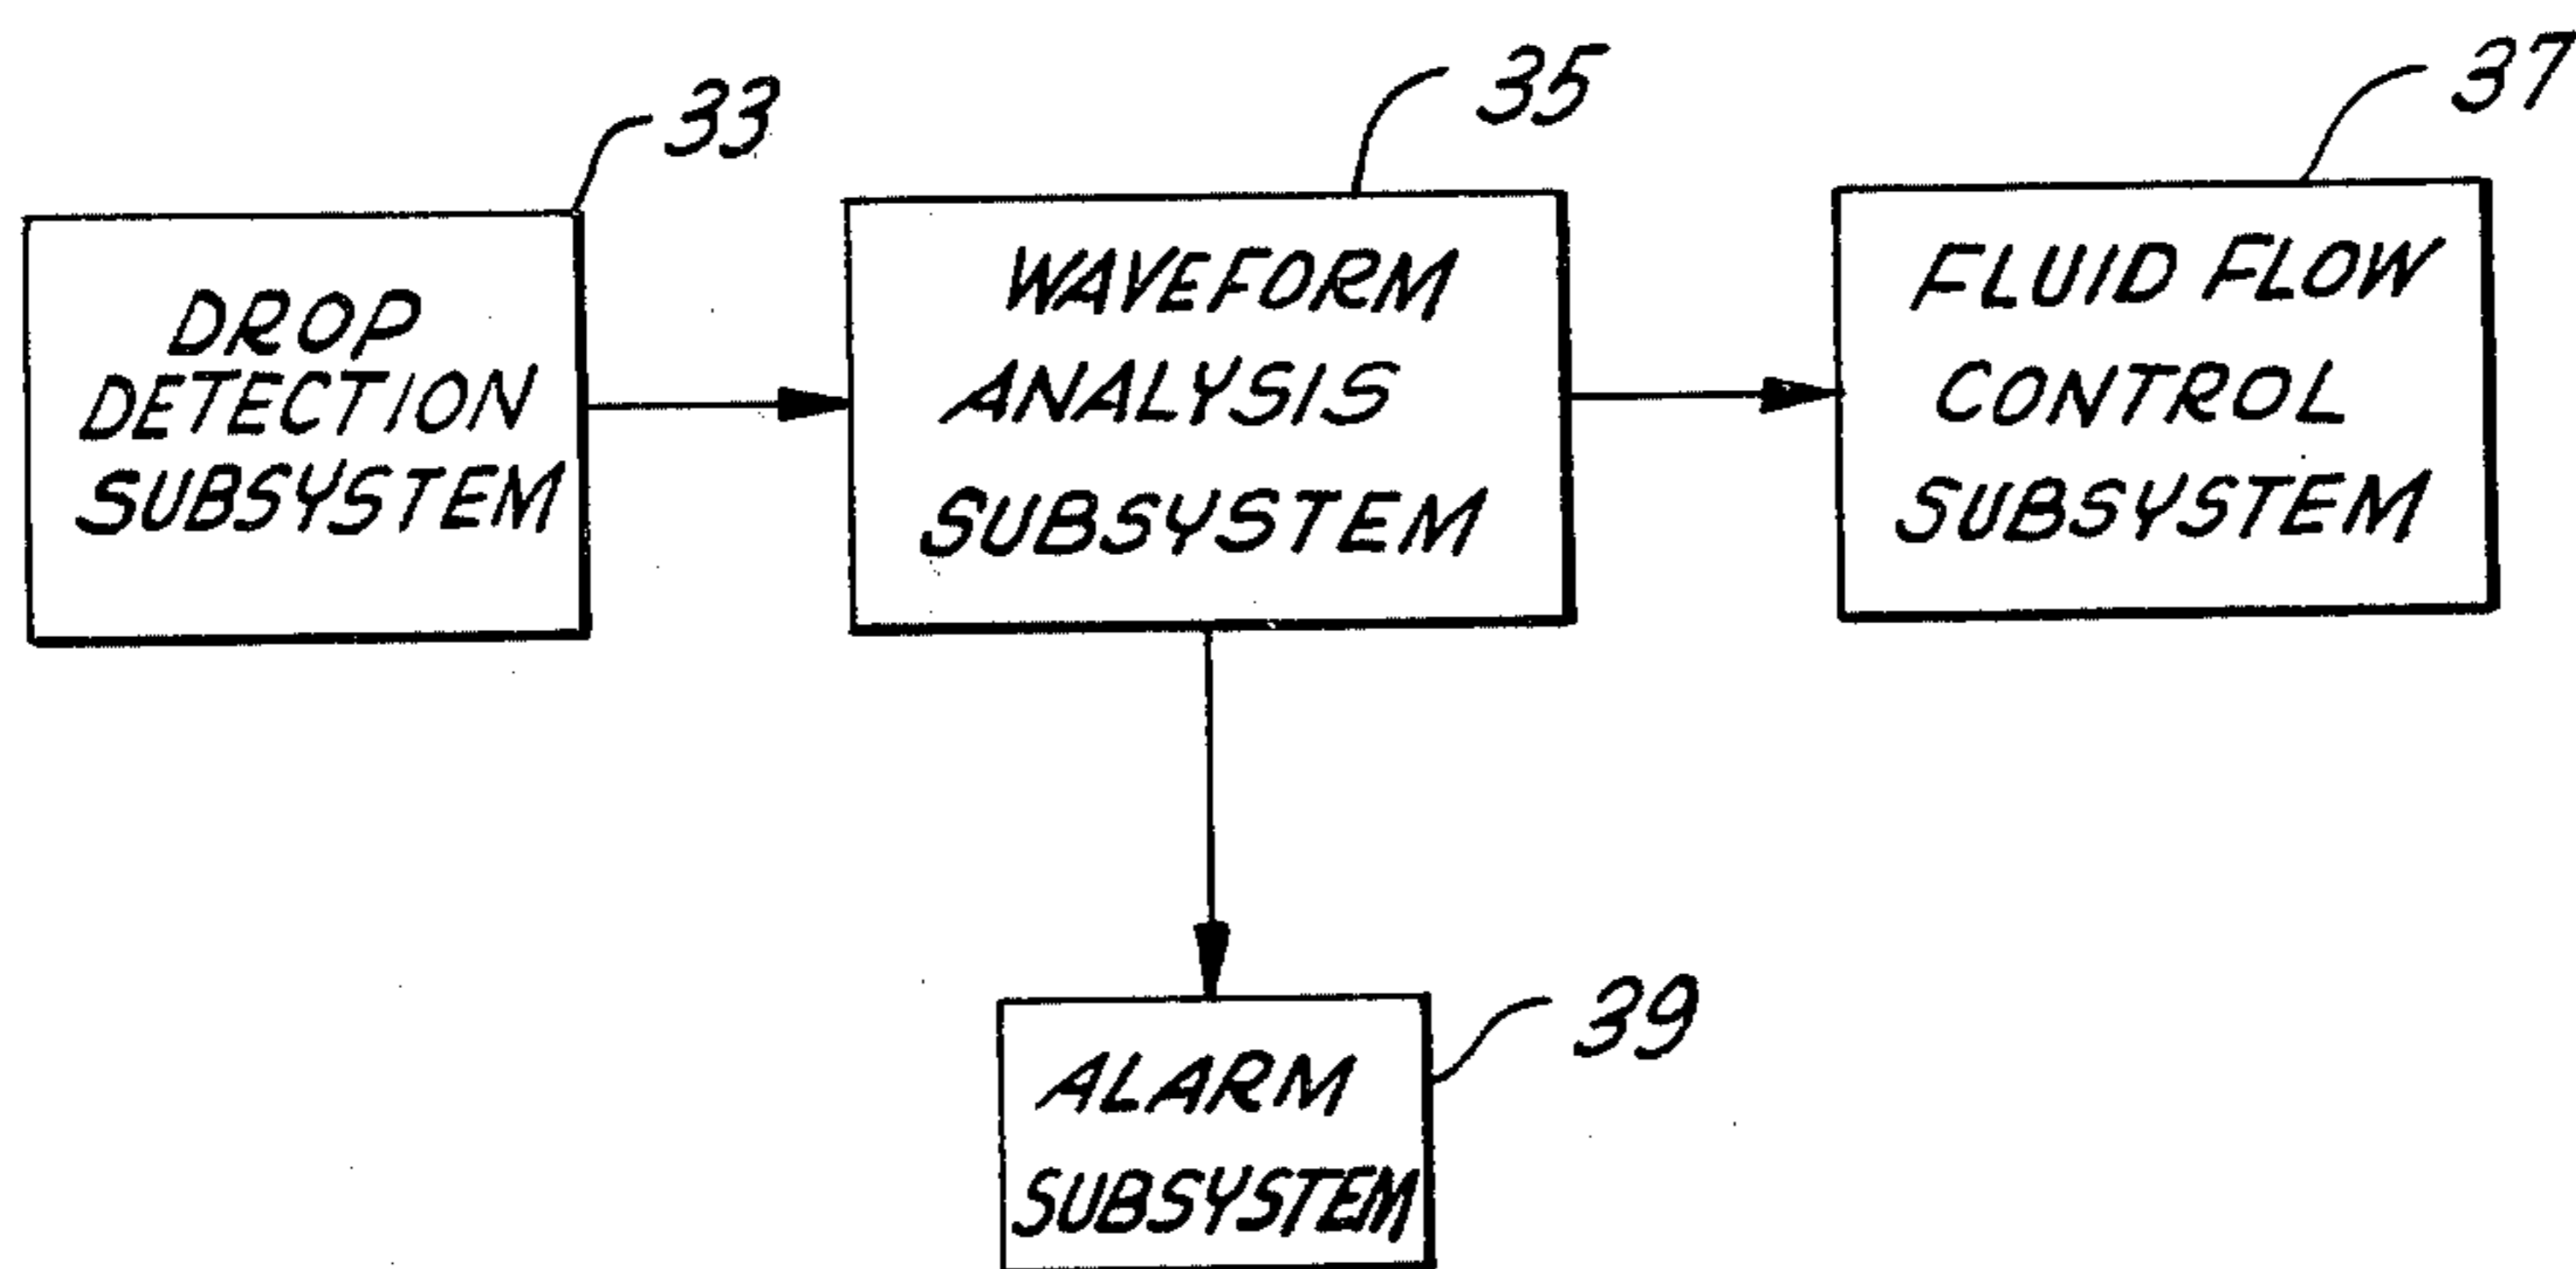 33
DROP
DETECTION
SUBSYSTEM
35
WAVEFORM
ANALYSIS
SUBSYSTEM
37
FLUID FLOW
CONTROL
SUBSYSTEM
39
ALARM
SUBSYSTEM